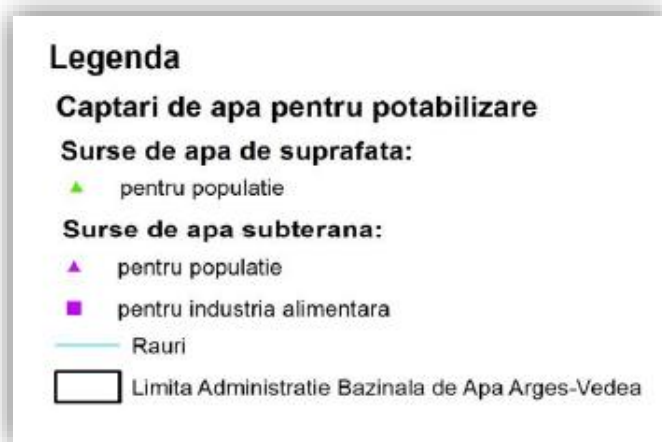 Legenda
Captari de apa pentru potabilizare
Surse de apa de suprafata:
pentru populatie
Surse de apa subterana:
pentru populatie
pentru industria alimentara
Rauri
Limita Administratie Bazinala de Apa Arges-Vedea